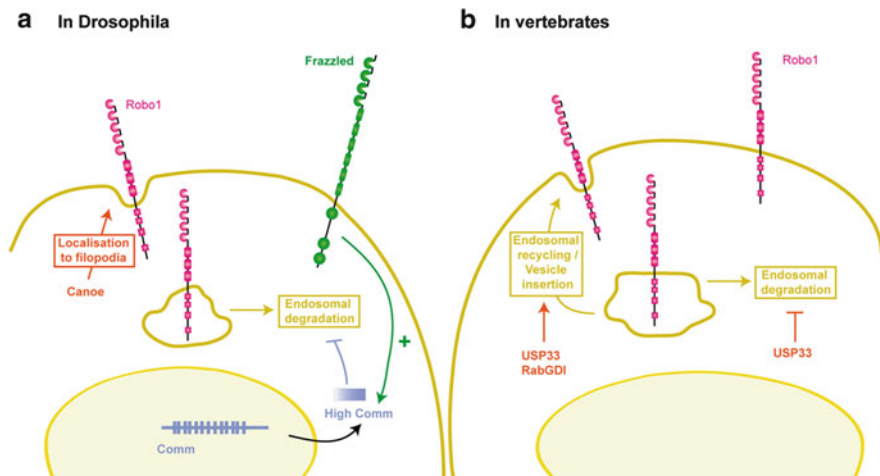 a In Drosophila
Frazzled
Robo1
Localisation
to filopodia
Canoe
Endosomal
degradation
+
High Comm
Comm
b In vertebrates
Robo1
Endosomal
recycling /
Vesicle
insertion
Endosomal
degradation
USP33
RabGDI
USP33